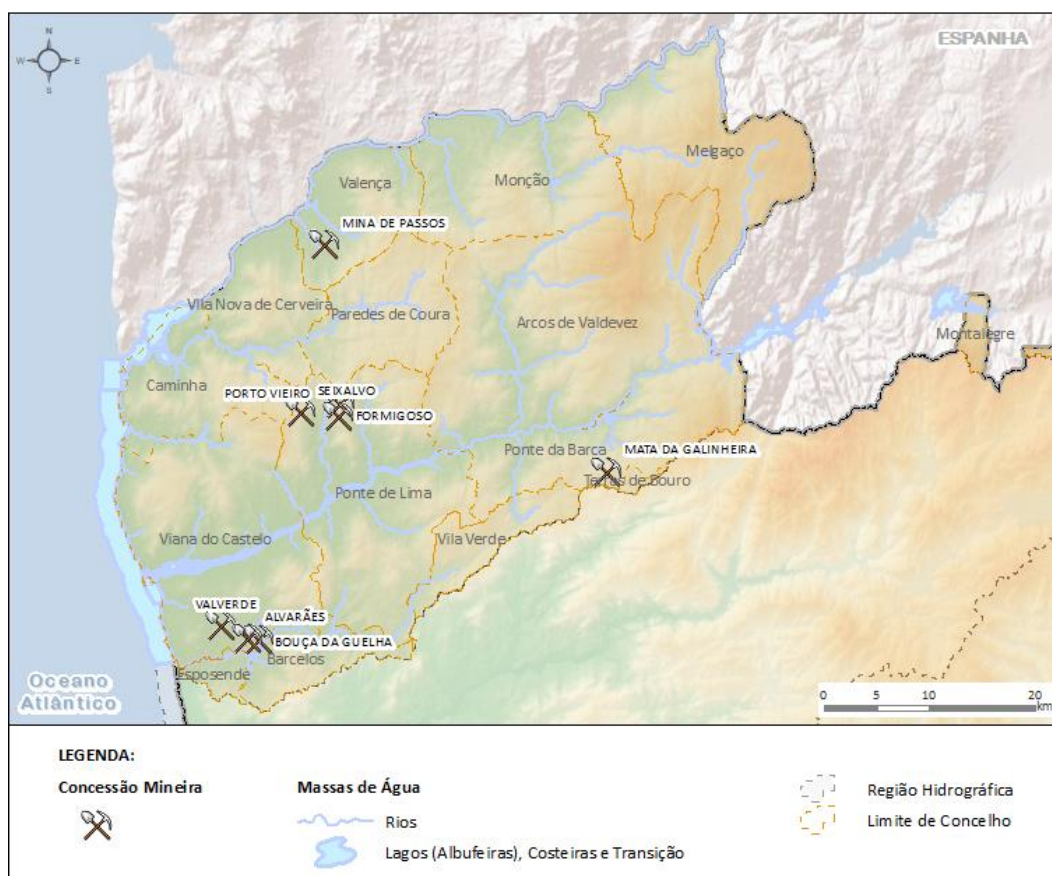 N
W
E
S
ESPANHA
Melgaço
Monção
Valença
MINA DE PASSOS
Vila Nova de Cerveira
Paredes de Coura
Arcos de Valdevez
Montalegre
Caminha
SEIXALVO
PORTO VIEIRO
FORMIGOSO
Ponte da Barca
MATA DA GALINHEIRA
Terras de Bouro
Ponte de Lima
Viana do Castelo
Vila Verde
VALVERDE
ALVARÃES
BOUÇA DA GUELHA
Barcelos
Esposende
Oceano
Atlântico
0 5 10 20
km
LEGENDA:
Concessão Mineira
Massas de Água
Rios
Lagos (Albufeiras), Costeiras e Transição
Região Hidrográfica
Limite de Concelho